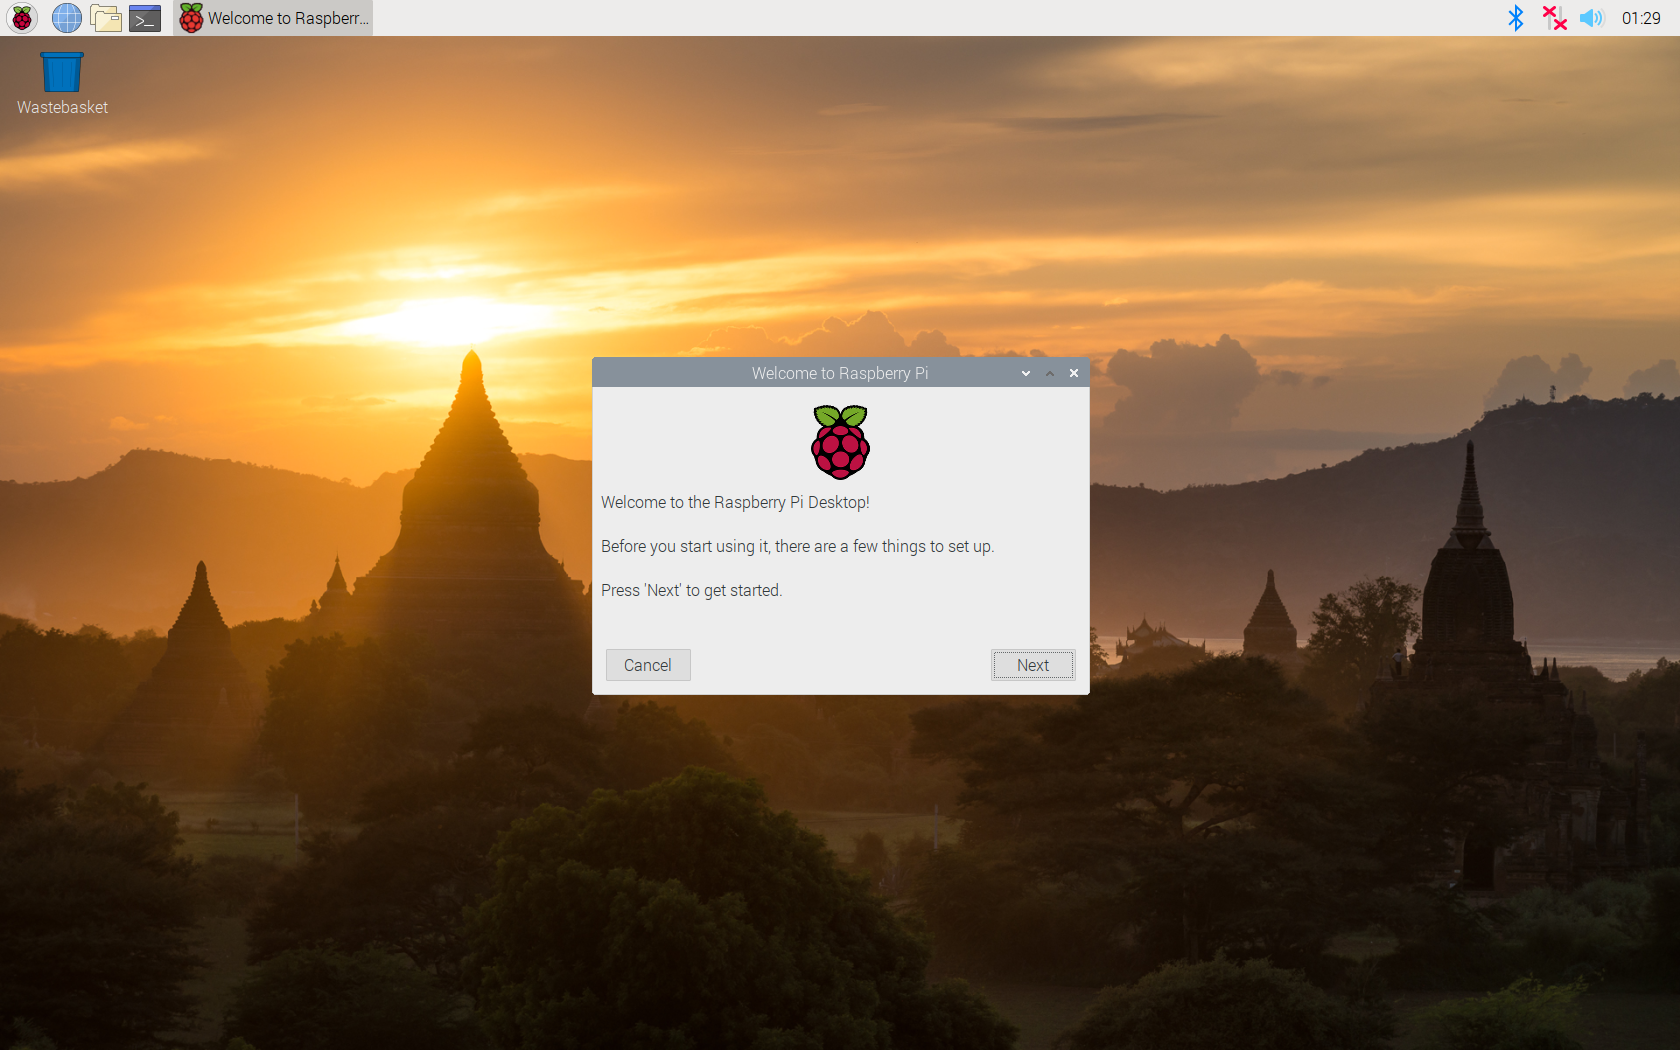 Welcome to Raspberr...
01:29
Wastebasket
Welcome to Raspberry Pi
Welcome to the Raspberry Pi Desktop!
Before you start using it, there are a few things to set up.
Press 'Next' to get started.
Cancel
Next